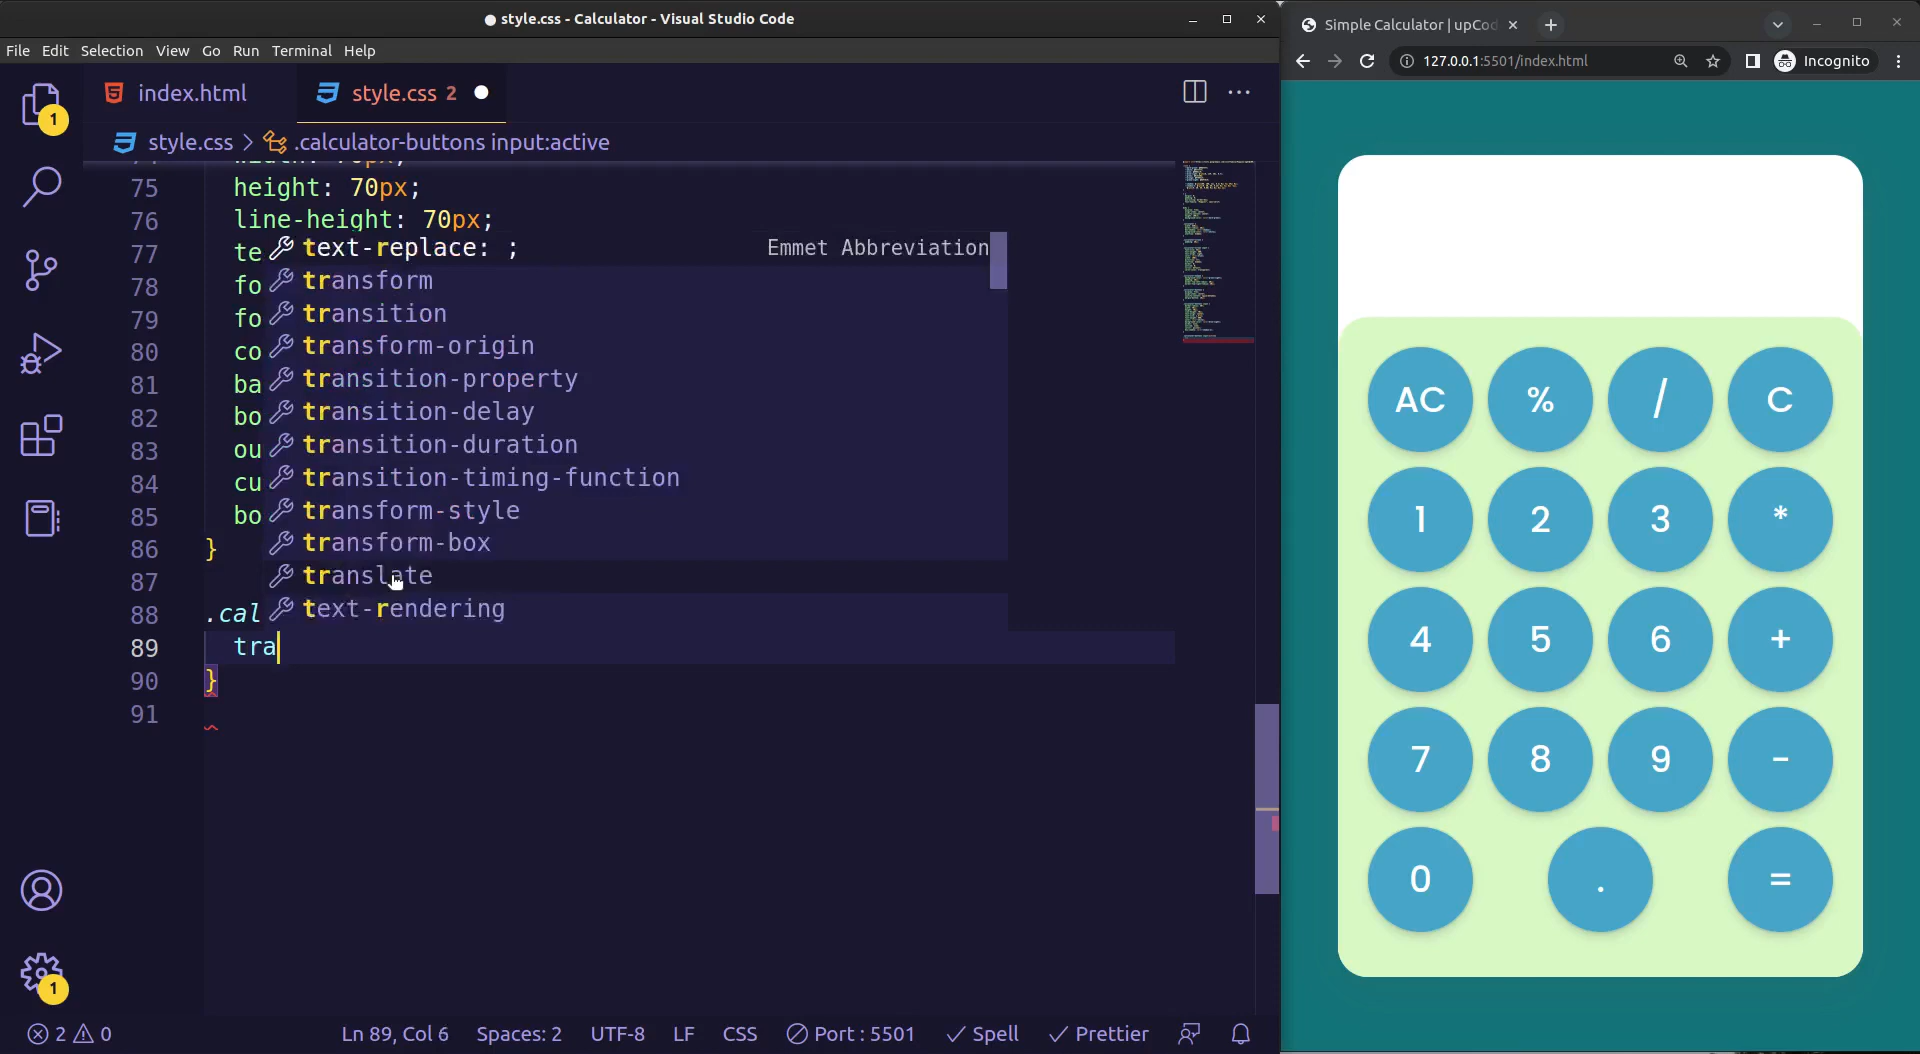 style.css - Calculator - Visual Studio Code
File Edit Selection View Go Run Terminal Help
1
index.html
style.css 2
style.css > .calculator-buttons input:active
75 height: 70px;
76 line-height: 70px;
77 te
78 fo
79 fo
80 co
81 ba
82 bo
83 ou
84 cu
85 bo
86 }
87
88 .cal
89 tra
90 }
91
text-replace: ; Emmet Abbreviation
transform
transition
transform-origin
transition-property
transition-delay
transition-duration
transition-timing-function
transform-style
transform-box
translate
text-rendering
1
2 0 Ln 89, Col 6 Spaces: 2 UTF-8 LF CSS Port : 5501 Spell Prettier
Simple Calculator | upCod
127.0.0.1:5501/index.html
Incognito
AC % / C
1 2 3 *
4 5 6 +
7 8 9 -
0 . =